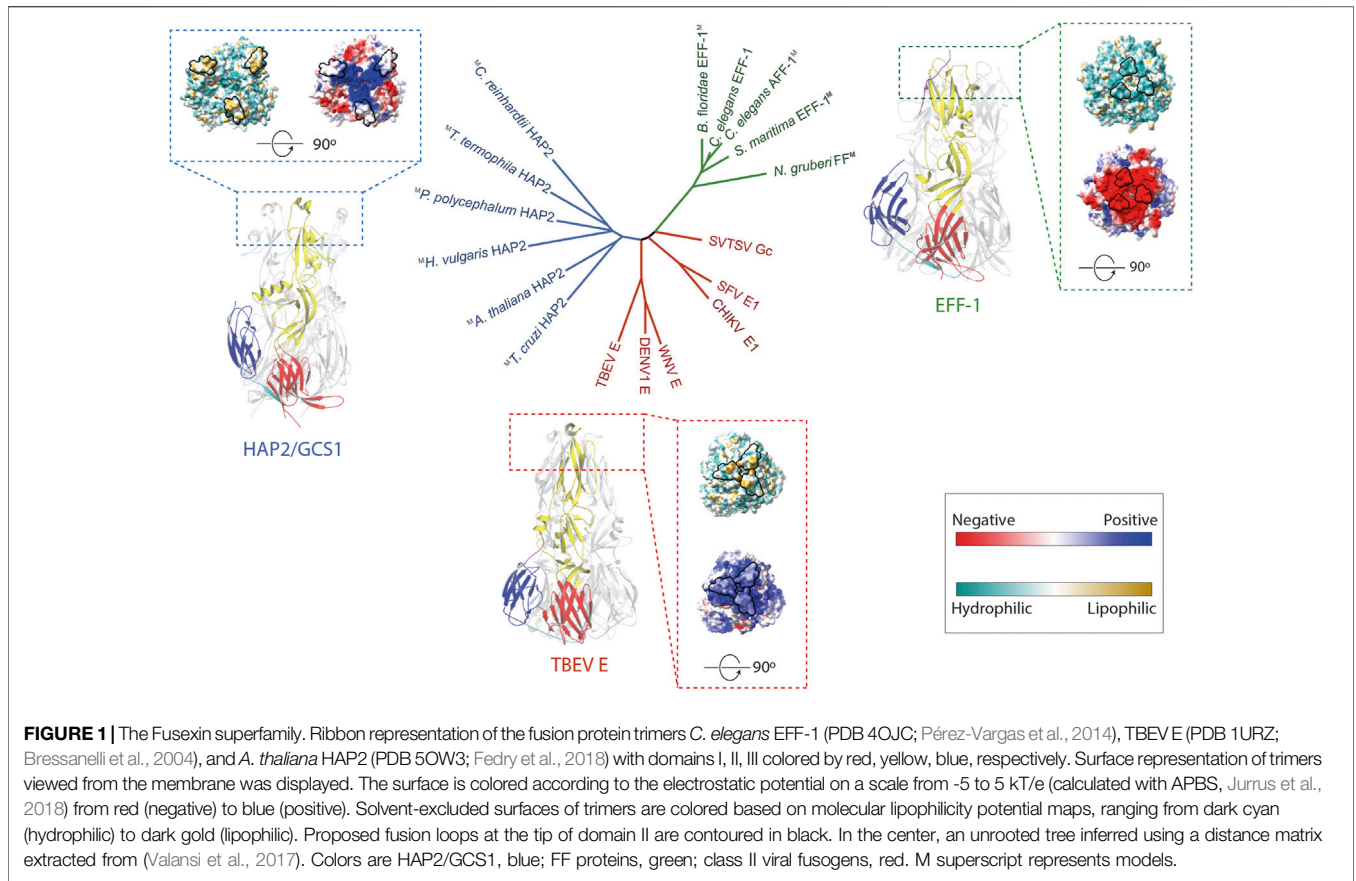 90º
ᴹC. reinhardtii HAP2
ᴹT. termophila HAP2
ᴹP. polycephalum HAP2
ᴹH. vulgaris HAP2
ᴹA. thaliana HAP2
ᴹT. cruzi HAP2
B. floridae EFF-1ᴹ
C. elegans EFF-1
C. elegans AFF-1ᴹ
S. maritima EFF-1ᴹ
N. gruberi FFᴹ
SVTSV Gc
SFV E1
CHIKV E1
WNV E
DENV1 E
TBEV E
HAP2/GCS1
90º
EFF-1
90º
TBEV E
Negative Positive
Hydrophilic Lipophilic
FIGURE 1 | The Fusexin superfamily. Ribbon representation of the fusion protein trimers C. elegans EFF-1 (PDB 4OJC; Pérez-Vargas et al., 2014), TBEV E (PDB 1URZ;
Bressanelli et al., 2004), and A. thaliana HAP2 (PDB 5OW3; Fedry et al., 2018) with domains I, II, III colored by red, yellow, blue, respectively. Surface representation of trimers
viewed from the membrane was displayed. The surface is colored according to the electrostatic potential on a scale from -5 to 5 kT/e (calculated with APBS, Jurrus et al.,
2018) from red (negative) to blue (positive). Solvent-excluded surfaces of trimers are colored based on molecular lipophilicity potential maps, ranging from dark cyan
(hydrophilic) to dark gold (lipophilic). Proposed fusion loops at the tip of domain II are contoured in black. In the center, an unrooted tree inferred using a distance matrix
extracted from (Valansi et al., 2017). Colors are HAP2/GCS1, blue; FF proteins, green; class II viral fusogens, red. M superscript represents models.